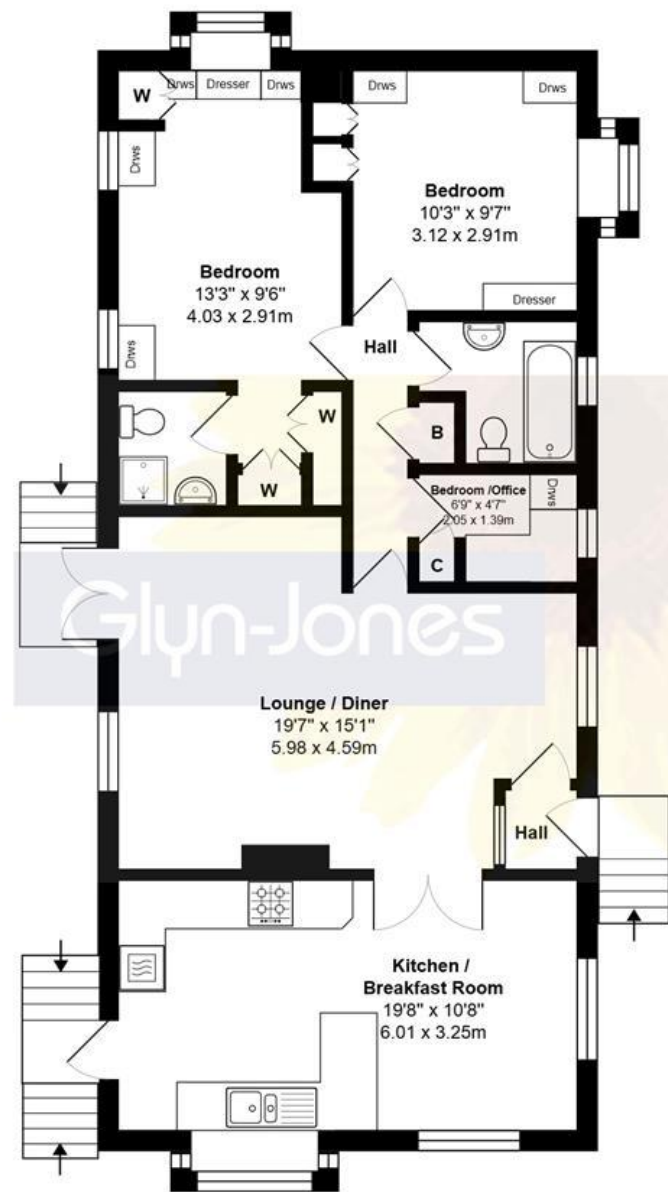 Drws
Dresser
Drws
W
Drws
Drws
Drws
Bedroom
10'3" x 9'7"
3.12 x 2.91m
Bedroom
13'3" x 9'6"
4.03 x 2.91m
Dresser
Drws
Hall
W
B
W
Bedroom /Office
6'9" x 4'7"
2.05 x 1.39m
Drws
C
Glyn-Jones
Lounge / Diner
19'7" x 15'1"
5.98 x 4.59m
Hall
Kitchen /
Breakfast Room
19'8" x 10'8"
6.01 x 3.25m